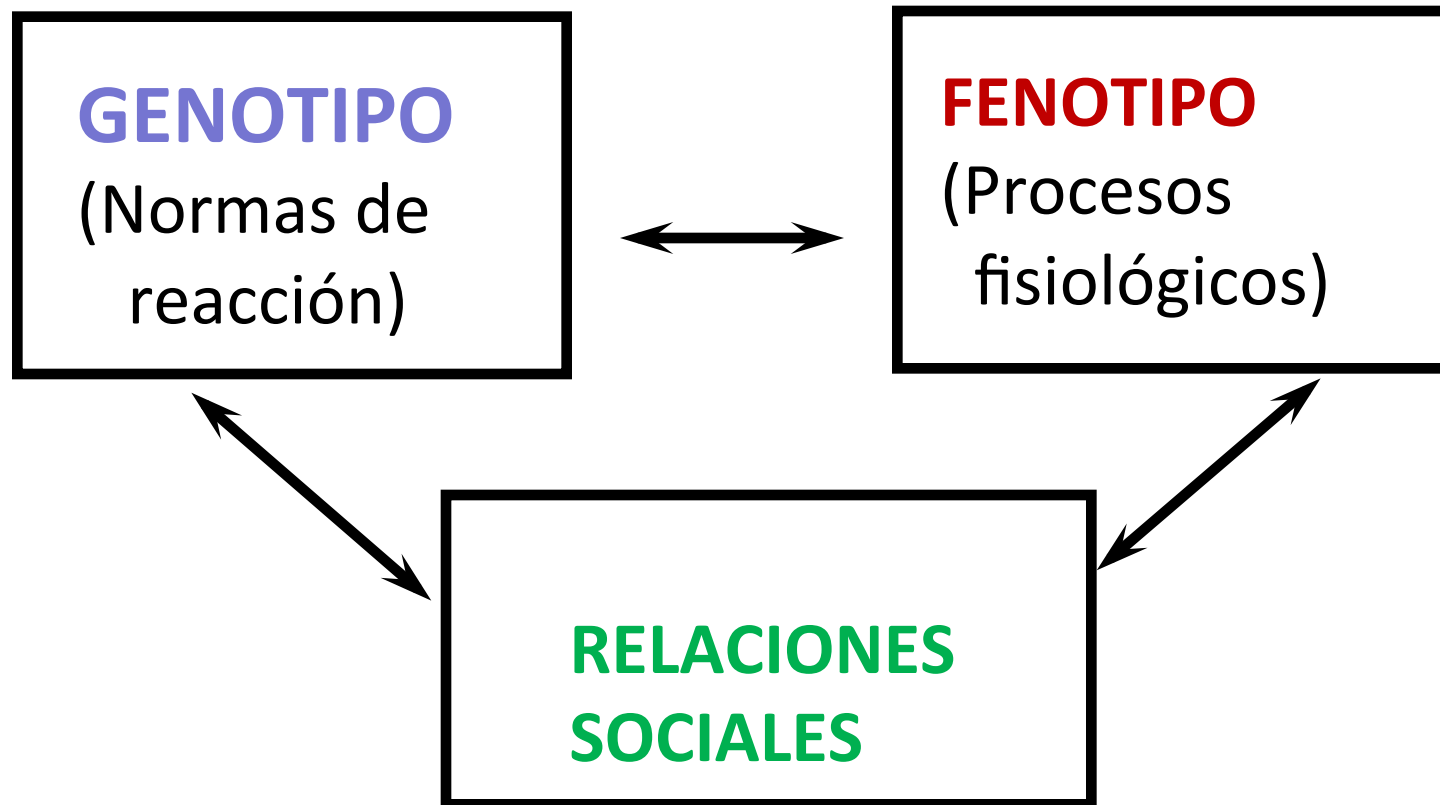 GENOTIPO
(Normas de
reacción)
FENOTIPO
(Procesos
fisiológicos)
RELACIONES
SOCIALES